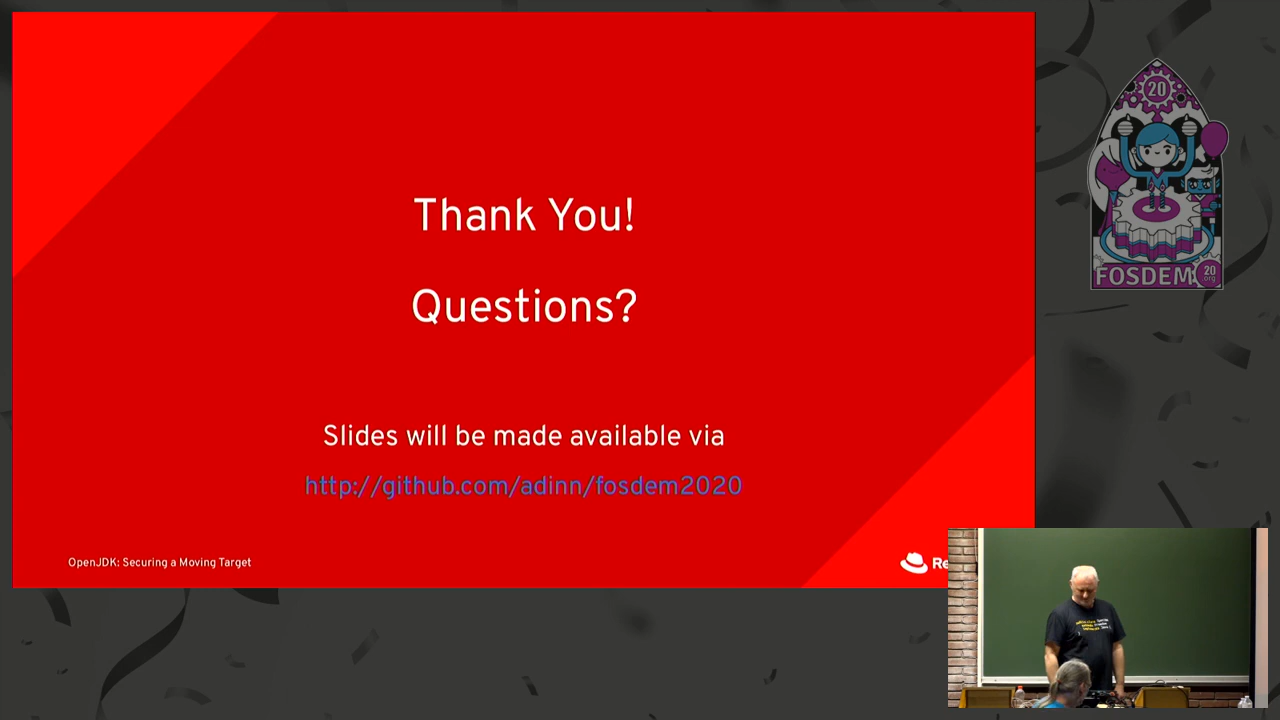 Thank You!
Questions?
Slides will be made available via
http://github.com/adinn/fosdem2020
OpenJDK: Securing a Moving Target
20
FOSDEM
20
.org